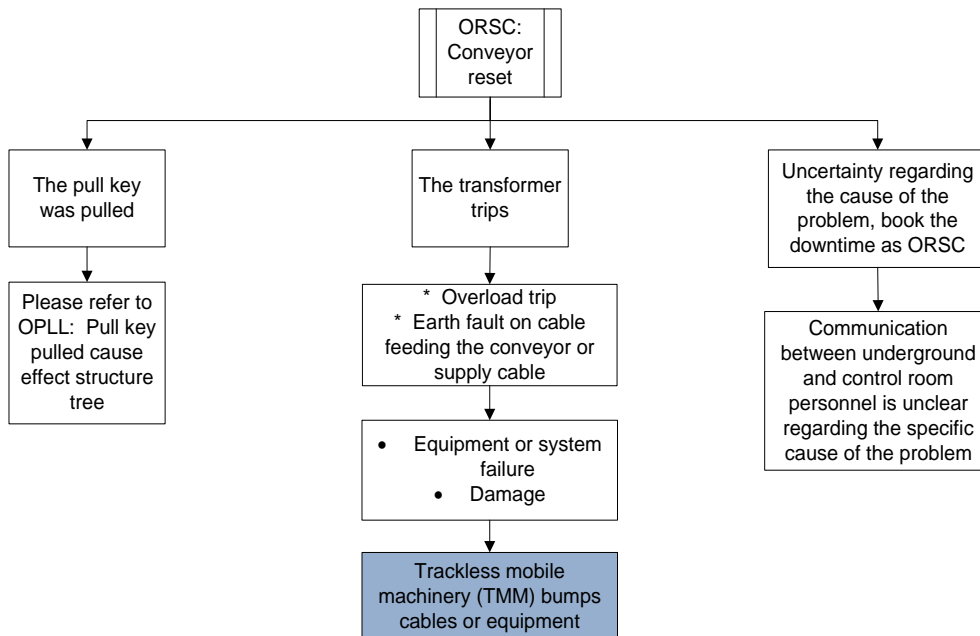 ORSC:
Conveyor
reset
The pull key
was pulled
The transformer
trips
Uncertainty regarding
the cause of the
problem, book the
downtime as ORSC
Please refer to
OPLL:  Pull key
pulled cause
effect structure
tree
*  Overload trip
*  Earth fault on cable
feeding the conveyor or
supply cable
Communication
between underground
and control room
personnel is unclear
regarding the specific
cause of the problem
• Equipment or system
failure
• Damage
Trackless mobile
machinery (TMM) bumps
cables or equipment